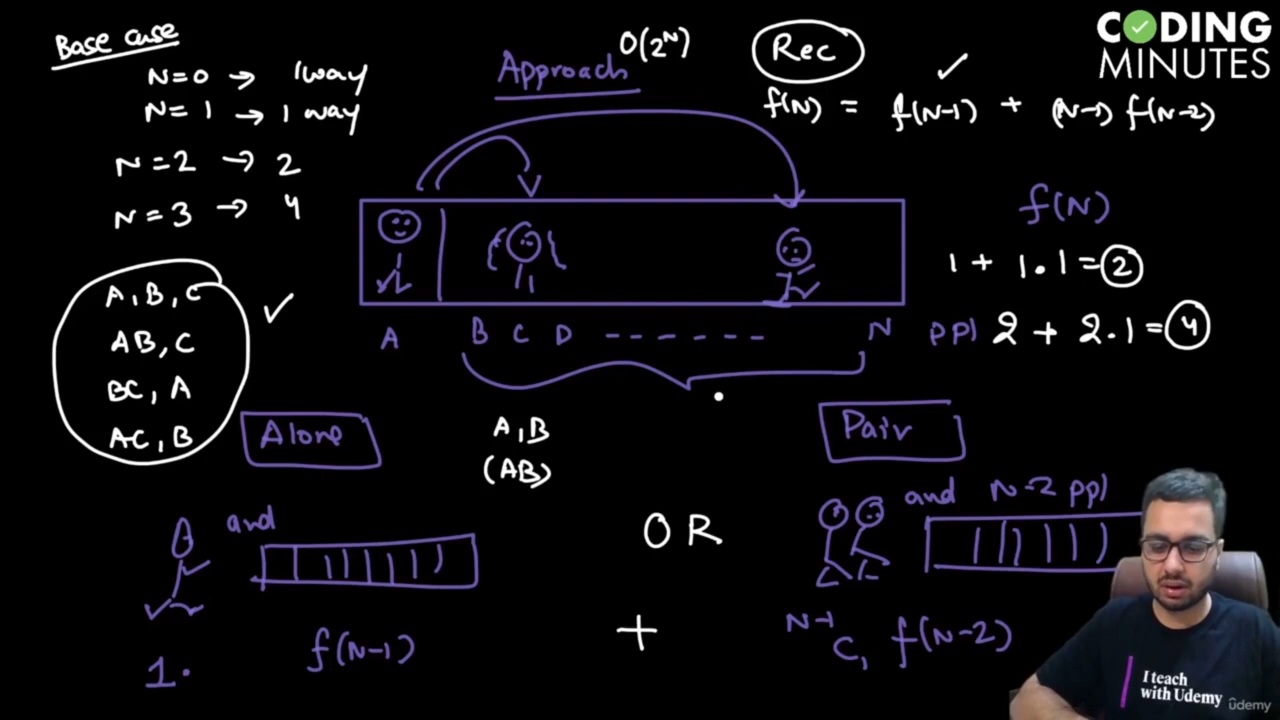 Base case
N=0 → 1 way
N=1 → 1 way
N=2 → 2
N=3 → 4
A, B, C
AB, C
BC, A
AC, B
Approach
O(2^N)
Rec
f(N) = f(N-1) + (N-1) f(N-2)
f(N)
1 + 1.1 = 2
ppl 2 + 2.1 = 4
A B C D ------- N
Alone
A, B
(AB)
Pair
and
OR
and N-2 ppl
1. f(N-1)
+
N-1 C1 f(N-2)
CODING
MINUTES
I teach
with Udemy
ûdemy